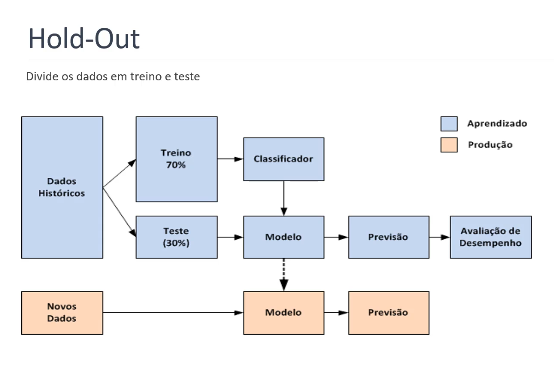 Hold-Out
Divide os dados em treino e teste
Aprendizado
Produção
Dados
Históricos
Treino
70%
Classificador
Teste
(30%)
Modelo
Previsão
Avaliação de
Desempenho
Novos
Dados
Modelo
Previsão